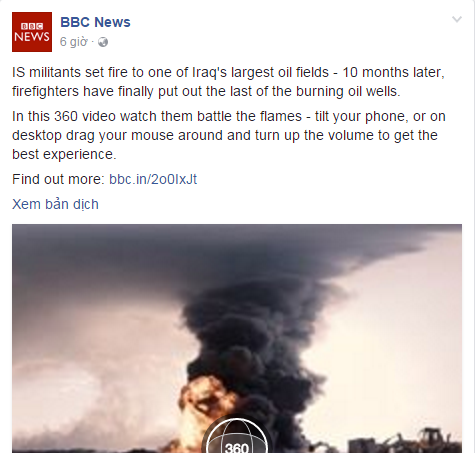 BBC
NEWS
BBC News
6 giờ ·
IS militants set fire to one of Iraq's largest oil fields - 10 months later,
firefighters have finally put out the last of the burning oil wells.
In this 360 video watch them battle the flames - tilt your phone, or on
desktop drag your mouse around and turn up the volume to get the
best experience.
Find out more: bbc.in/2o0IxJt
Xem bản dịch
360